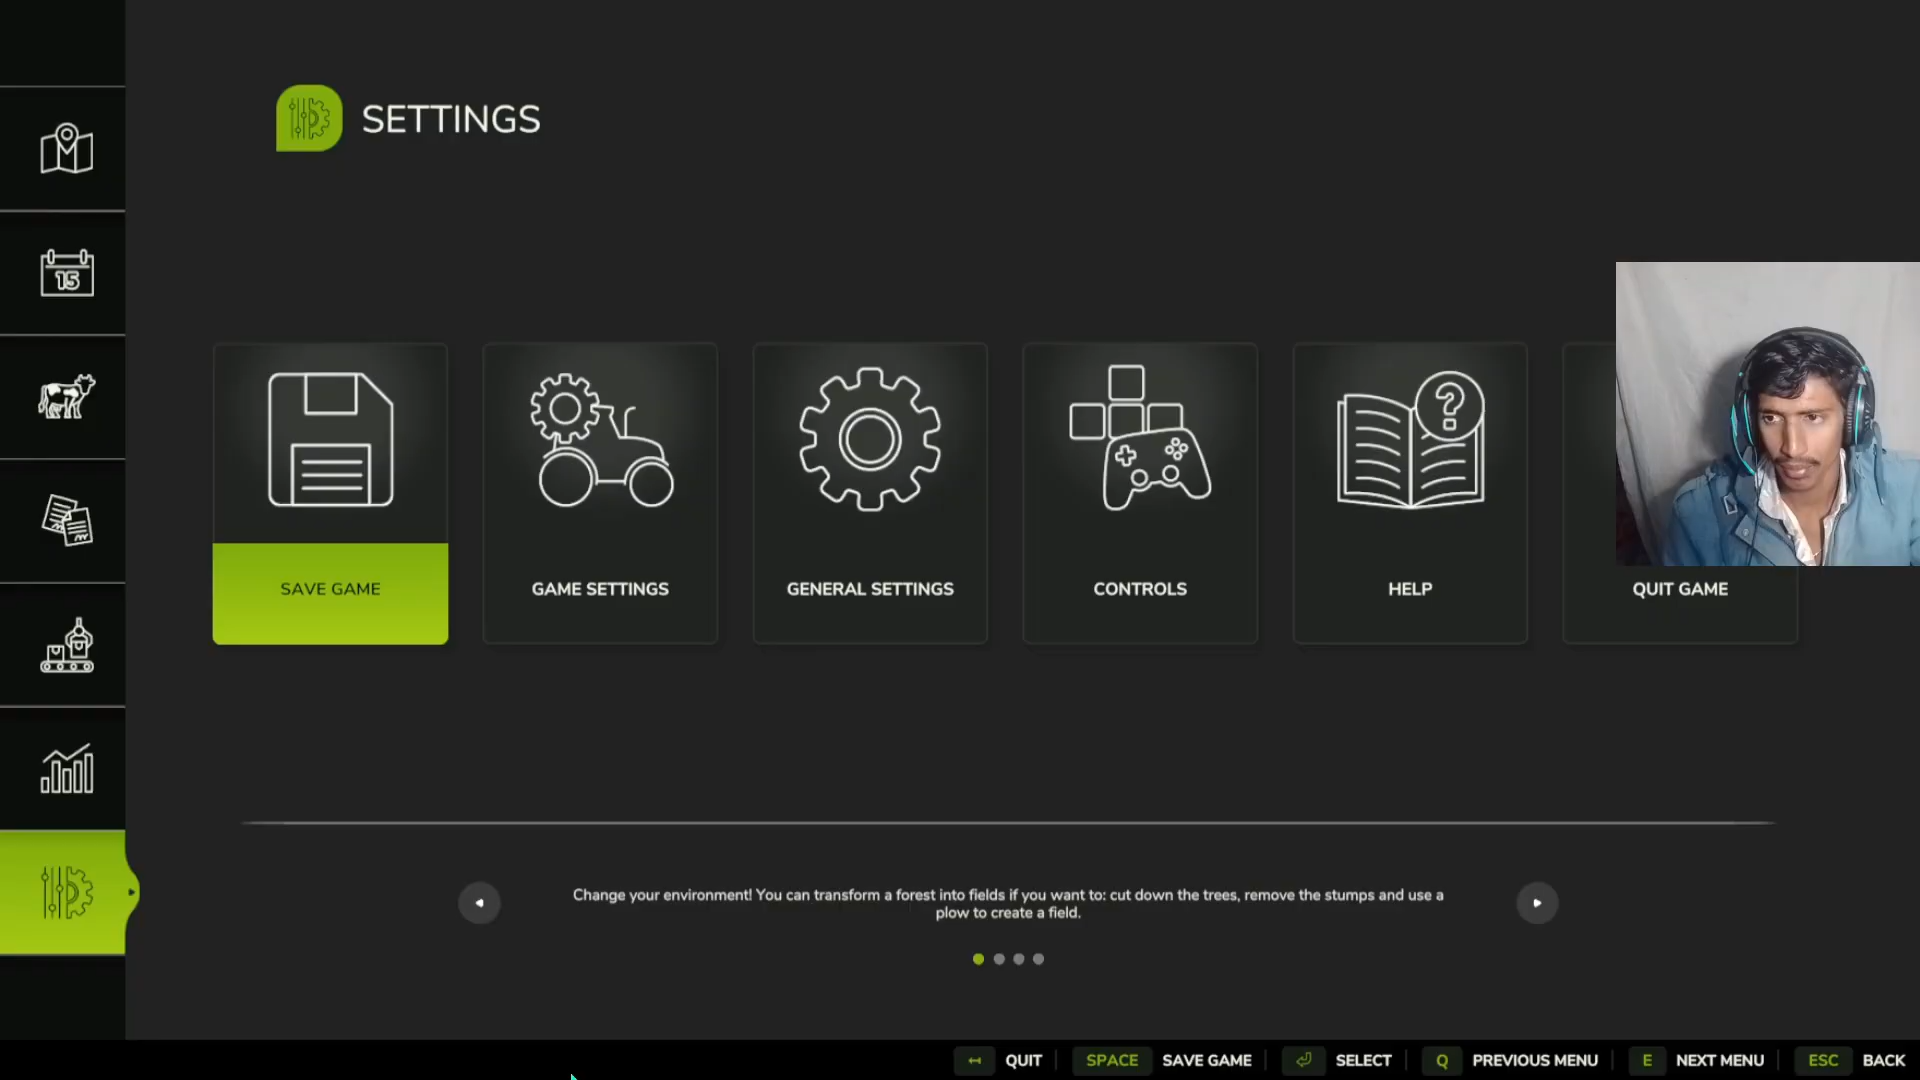 SETTINGS
15
SAVE GAME
GAME SETTINGS
GENERAL SETTINGS
CONTROLS
HELP
QUIT GAME
Change your environment! You can transform a forest into fields if you want to: cut down the trees, remove the stumps and use a
plow to create a field.
QUIT SPACE SAVE GAME SELECT Q PREVIOUS MENU E NEXT MENU ESC BACK